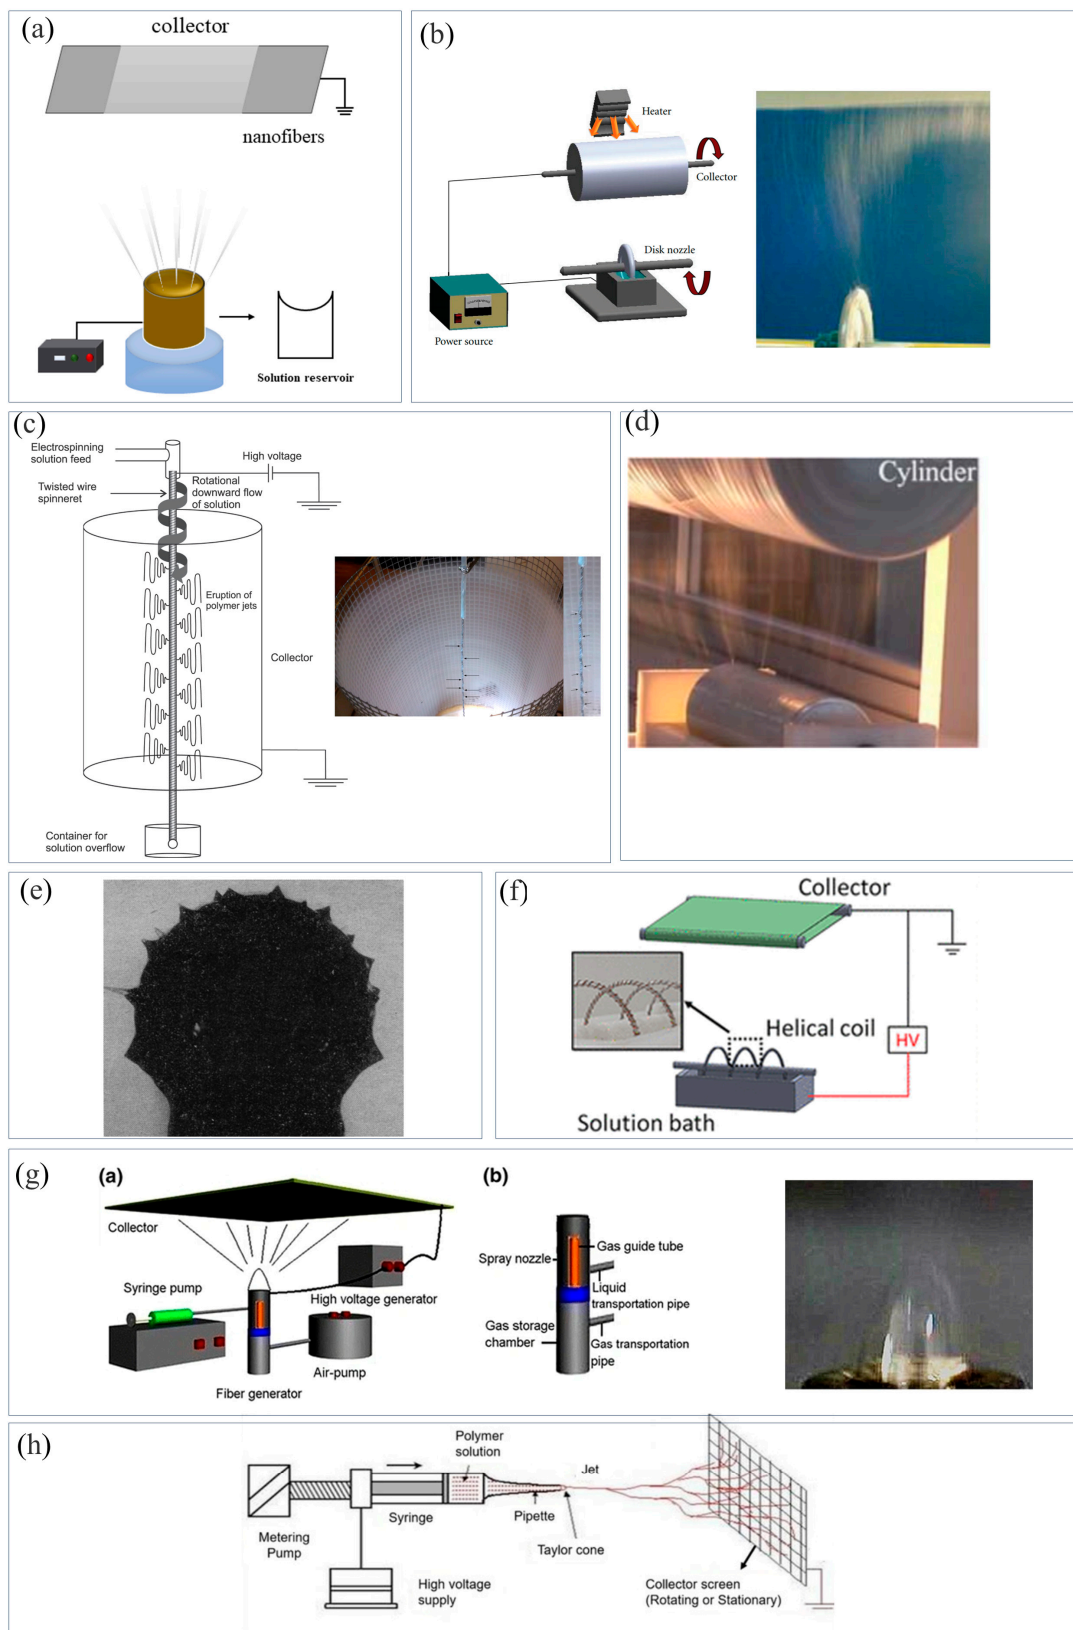 (a)
collector
nanofibers
Solution reservoir
(b)
Heater
Collector
Disk nozzle
Power source
(c)
Electrospinning
solution feed
High voltage
Twisted wire
spinneret
Rotational
downward flow
of solution
Eruption of
polymer jets
Collector
Container for
solution overflow
(d)
Cylinder
(e)
(f)
Collector
Helical coil
HV
Solution bath
(g)
(a)
Collector
Syringe pump
High voltage generator
Air-pump
Fiber generator
(b)
Spray nozzle
Gas guide tube
Liquid
transportation pipe
Gas storage
chamber
Gas transportation
pipe
(h)
Polymer
solution
Jet
Syringe
Pipette
Metering
Pump
Taylor cone
High voltage
supply
Collector screen
(Rotating or Stationary)